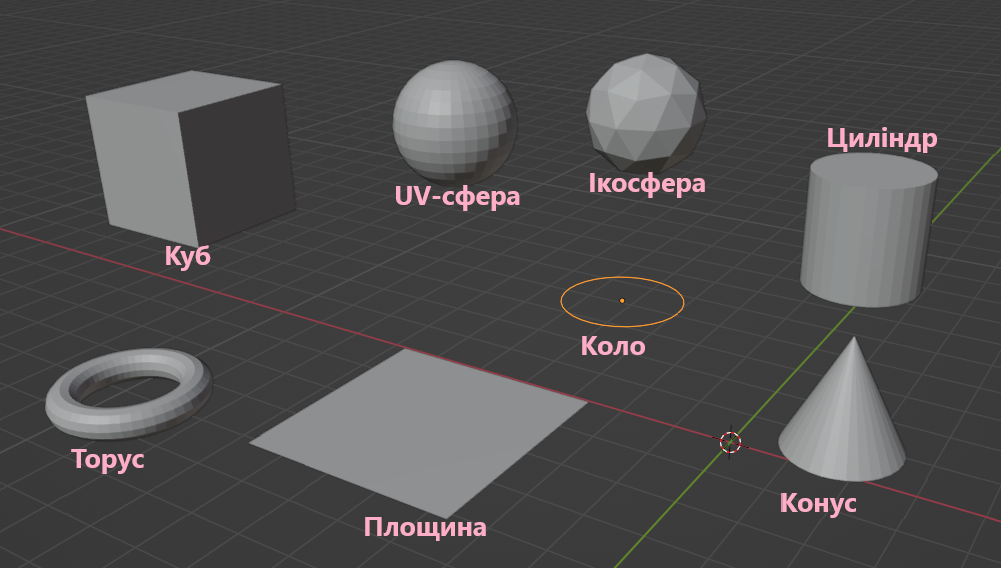 Циліндр
UV-сфера
Ікосфера
Куб
Коло
Торус
Площина
Конус